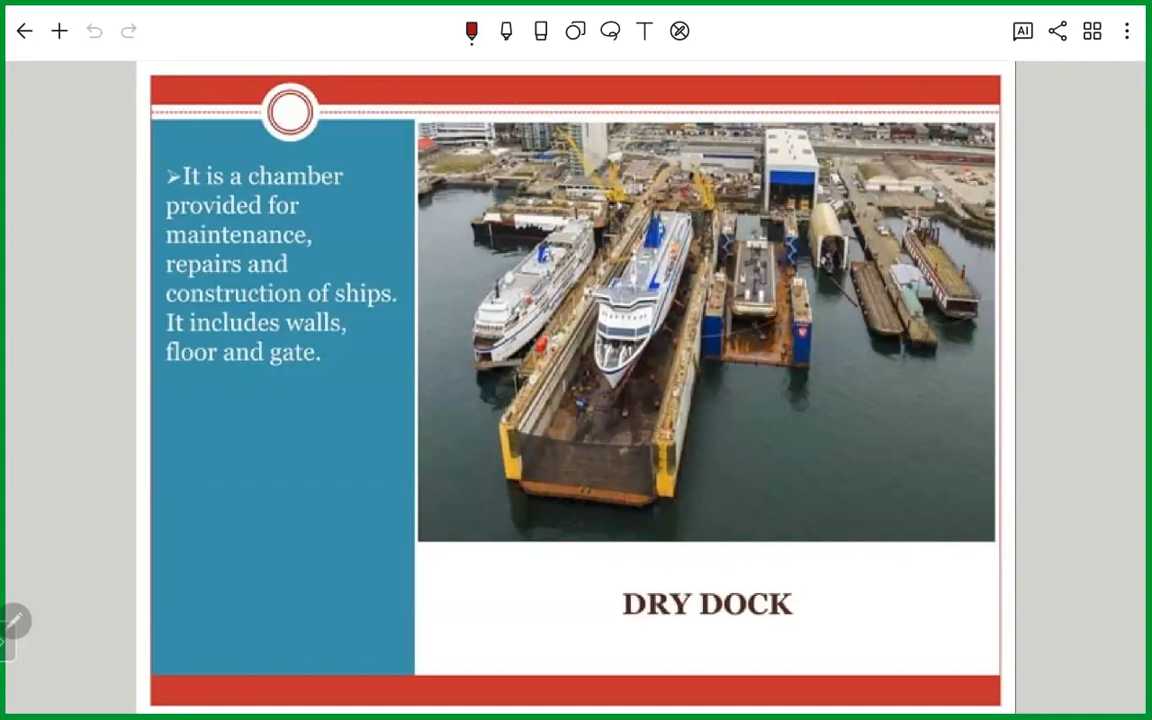 AI
T
➢It is a chamber
provided for
maintenance,
repairs and
construction of ships.
It includes walls,
floor and gate.
DRY DOCK